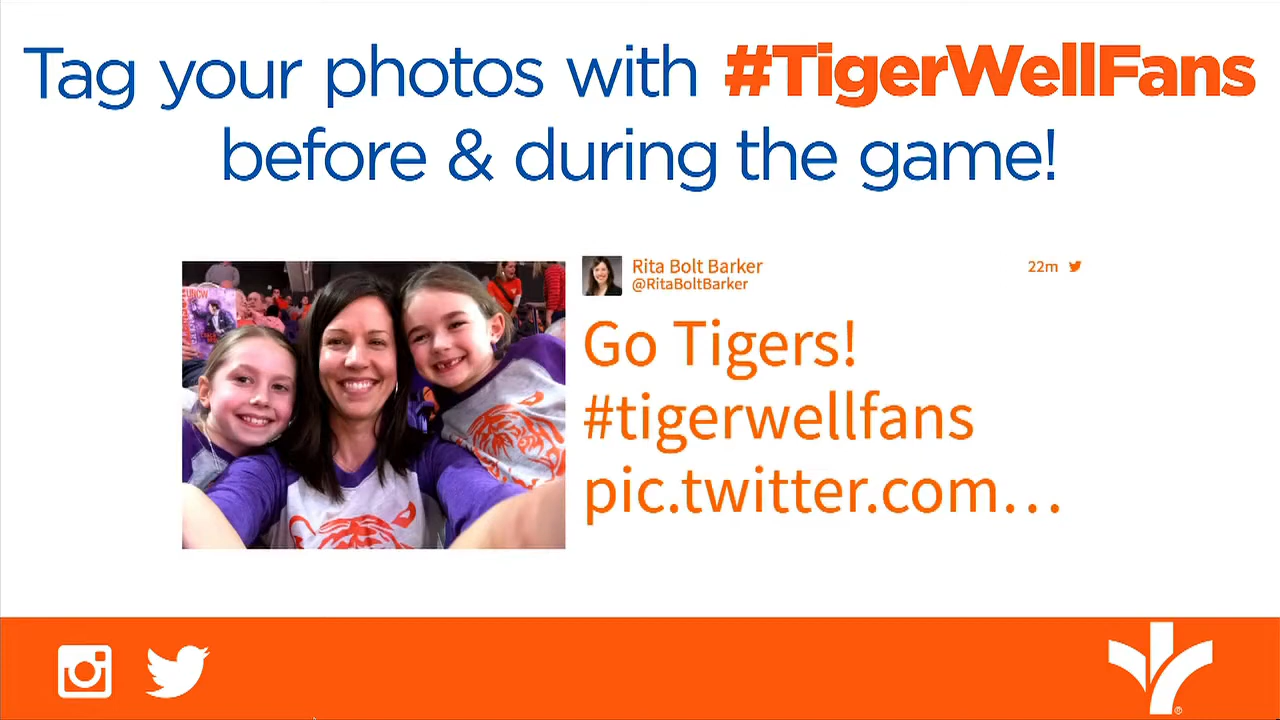 Tag your photos with #TigerWellFans
before & during the game!
Rita Bolt Barker
@RitaBoltBarker
22m
Go Tigers!
#tigerwellfans
pic.twitter.com…
®